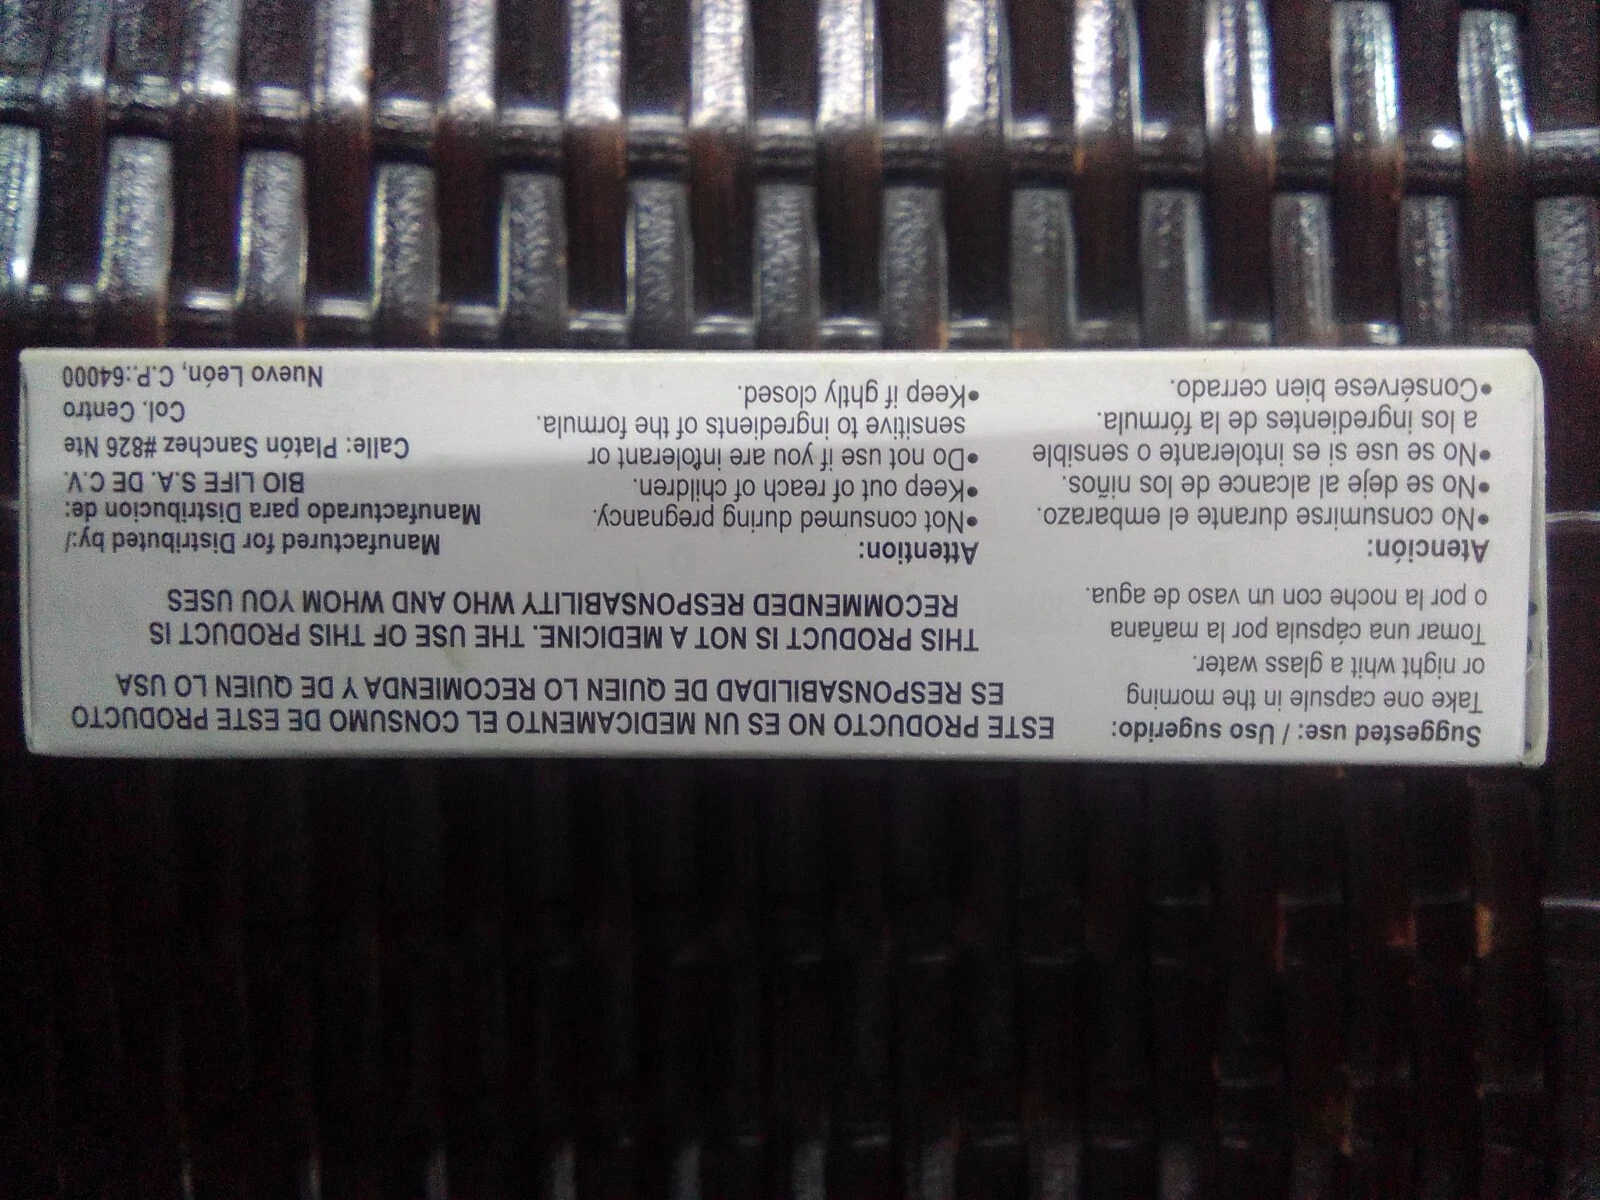 Suggested use: / Uso sugerido:
Take one capsule in the morning
or night whit a glass water.
Tomar una cápsula por la mañana
o por la noche con un vaso de agua.
ESTE PRODUCTO NO ES UN MEDICAMENTO EL CONSUMO DE ESTE PRODUCTO
ES RESPONSABILIDAD DE QUIEN LO RECOMIENDA Y DE QUIEN LO USA
THIS PRODUCT IS NOT A MEDICINE. THE USE OF THIS PRODUCT IS
RECOMMENDED RESPONSABILITY WHO AND WHOM YOU USES
Atención:
•No consumirse durante el embarazo.
•No se deje al alcance de los niños.
•No se use si es intolerante o sensible
a los ingredientes de la fórmula.
•Consérvese bien cerrado.
Attention:
•Not consumed during pregnancy.
•Keep out of reach of children.
•Do not use if you are intolerant or
sensitive to ingredients of the formula.
•Keep if ghtly closed.
Manufactured for Distributed by:/
Manufacturado para Distribucion de:
BIO LIFE S.A. DE C.V.
Calle: Platón Sanchez #826 Nte
Col. Centro
Nuevo León, C.P.:64000